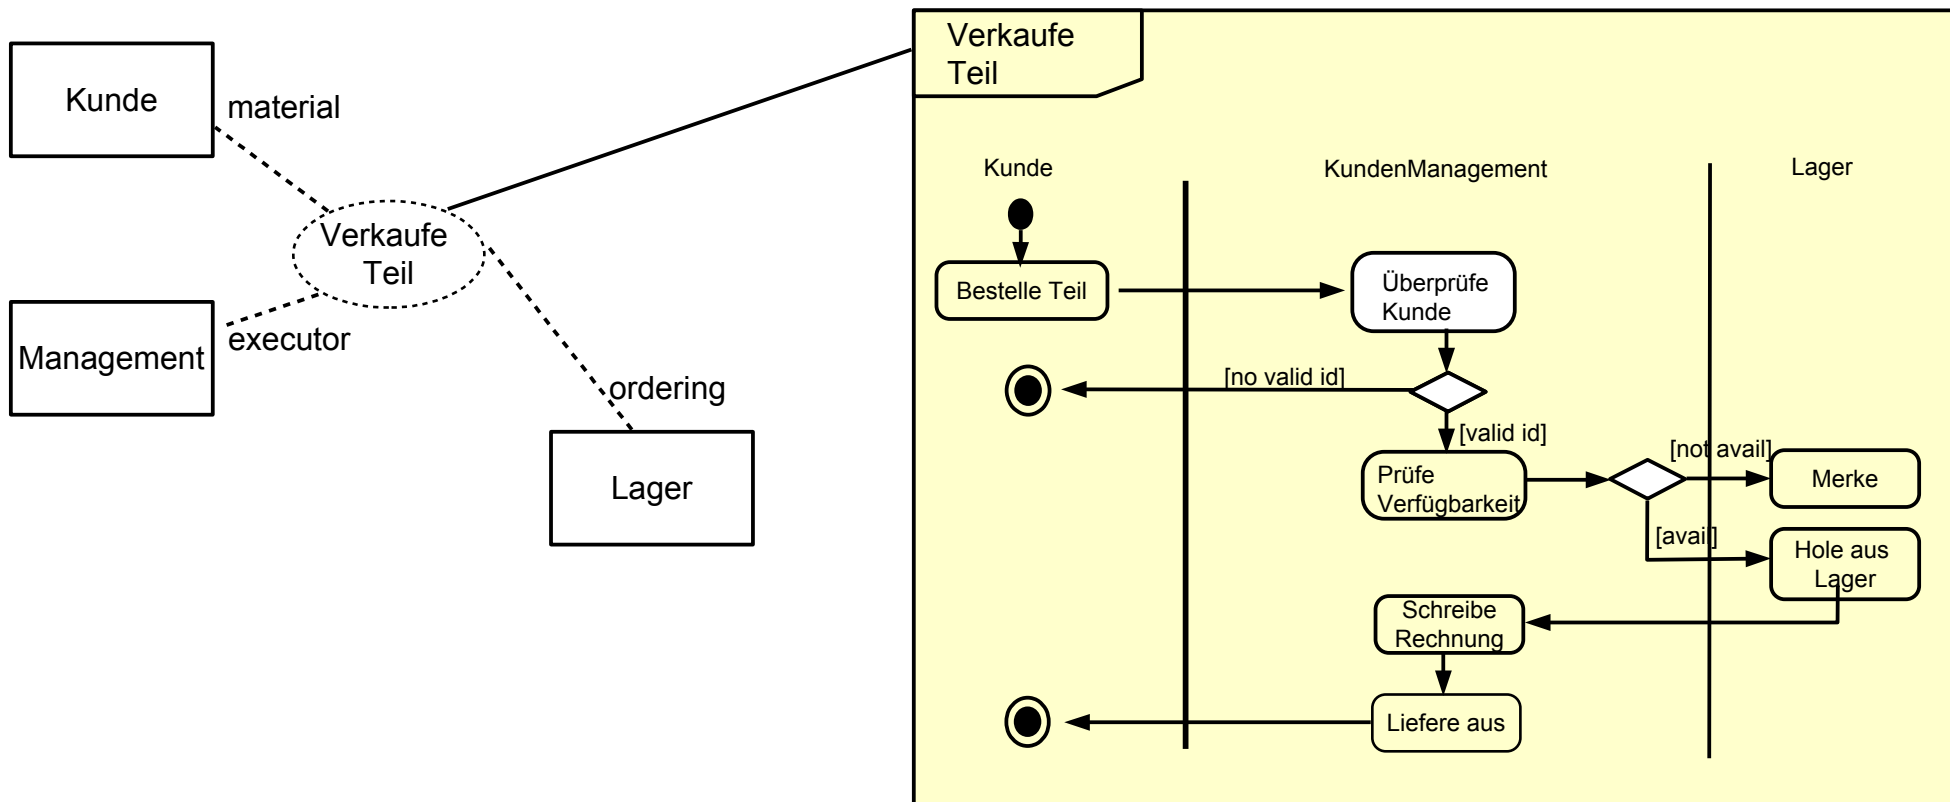 Kunde
material
Verkaufe
Teil
Management
executor
ordering
Lager
Verkaufe
Teil
Kunde
KundenManagement
Lager
Bestelle Teil
Überprüfe
Kunde
[no valid id]
[valid id]
[not avail]
Prüfe
Verfügbarkeit
Merke
[avail]
Hole aus
Lager
Schreibe
Rechnung
Liefere aus